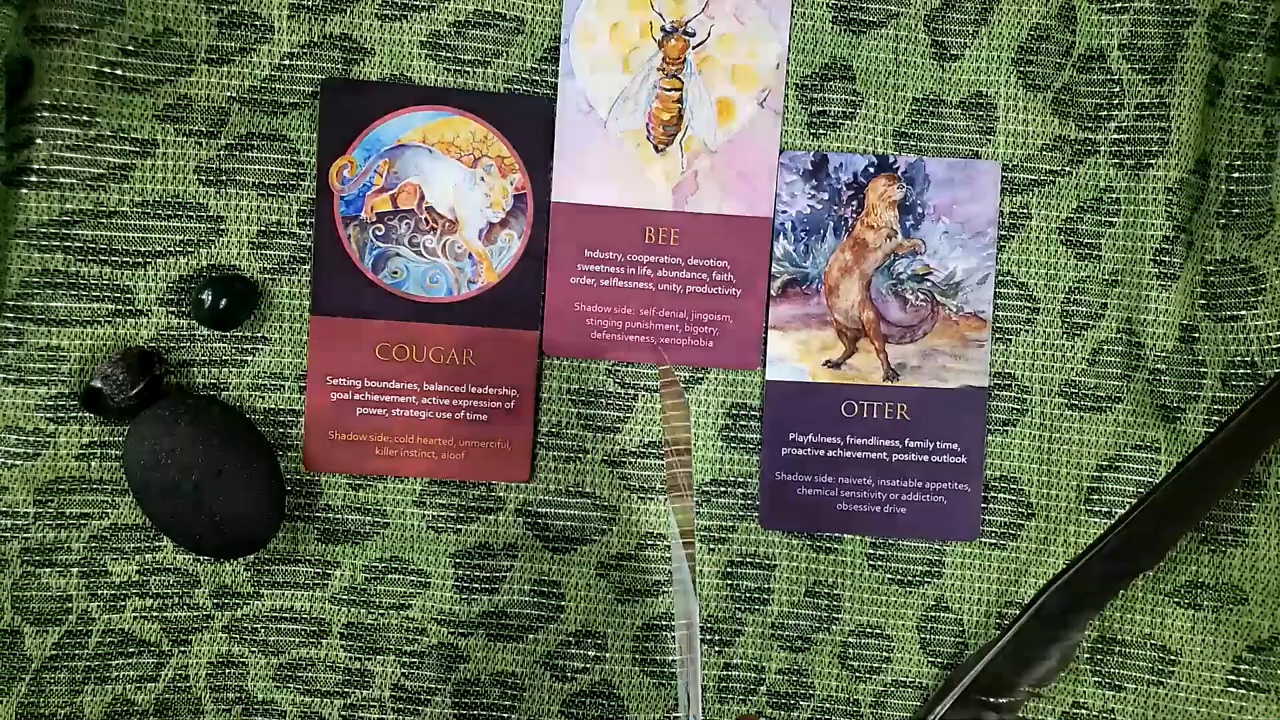 COUGAR
Setting boundaries, balanced leadership,
goal achievement, active expression of
power, strategic use of time
Shadow side: cold hearted, unmerciful,
killer instinct, aloof
BEE
Industry, cooperation, devotion,
sweetness in life, abundance, faith,
order, selflessness, unity, productivity
Shadow side: self-denial, jingoism,
stinging punishment, bigotry,
defensiveness, xenophobia
OTTER
Playfulness, friendliness, family time,
proactive achievement, positive outlook
Shadow side: naiveté, insatiable appetites,
chemical sensitivity or addiction,
obsessive drive